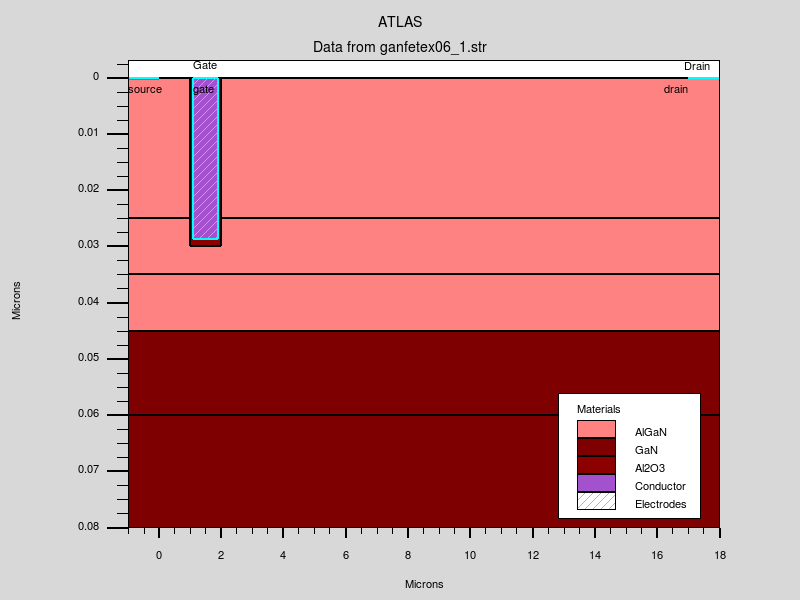 ATLAS
Data from ganfetex06_1.str
Gate
Drain
source
gate
drain
0
0.01
0.02
0.03
0.04
0.05
0.06
0.07
0.08
Microns
Materials
AlGaN
GaN
Al2O3
Conductor
Electrodes
0 2 4 6 8 10 12 14 16 18
Microns